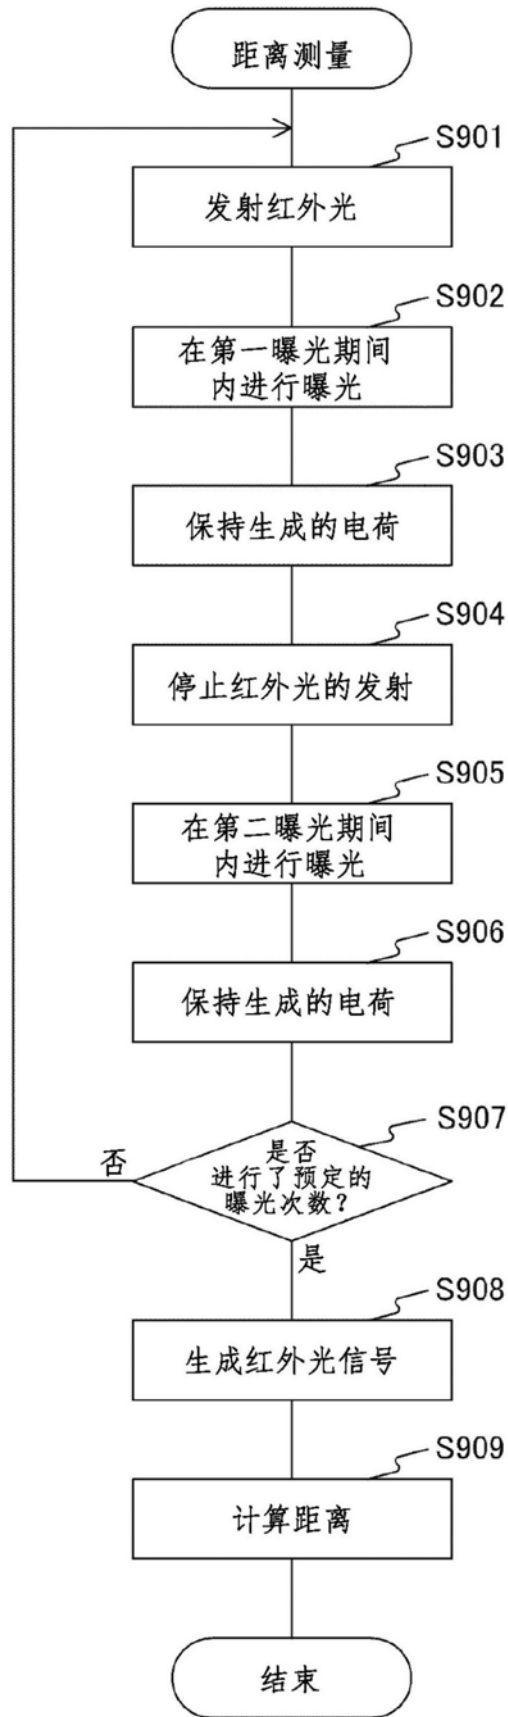 距离测量
S901
发射红外光
S902
在第一曝光期间
内进行曝光
S903
保持生成的电荷
S904
停止红外光的发射
S905
在第二曝光期间
内进行曝光
S906
保持生成的电荷
S907
是否
进行了预定的
曝光次数?
否
是
S908
生成红外光信号
S909
计算距离
结束